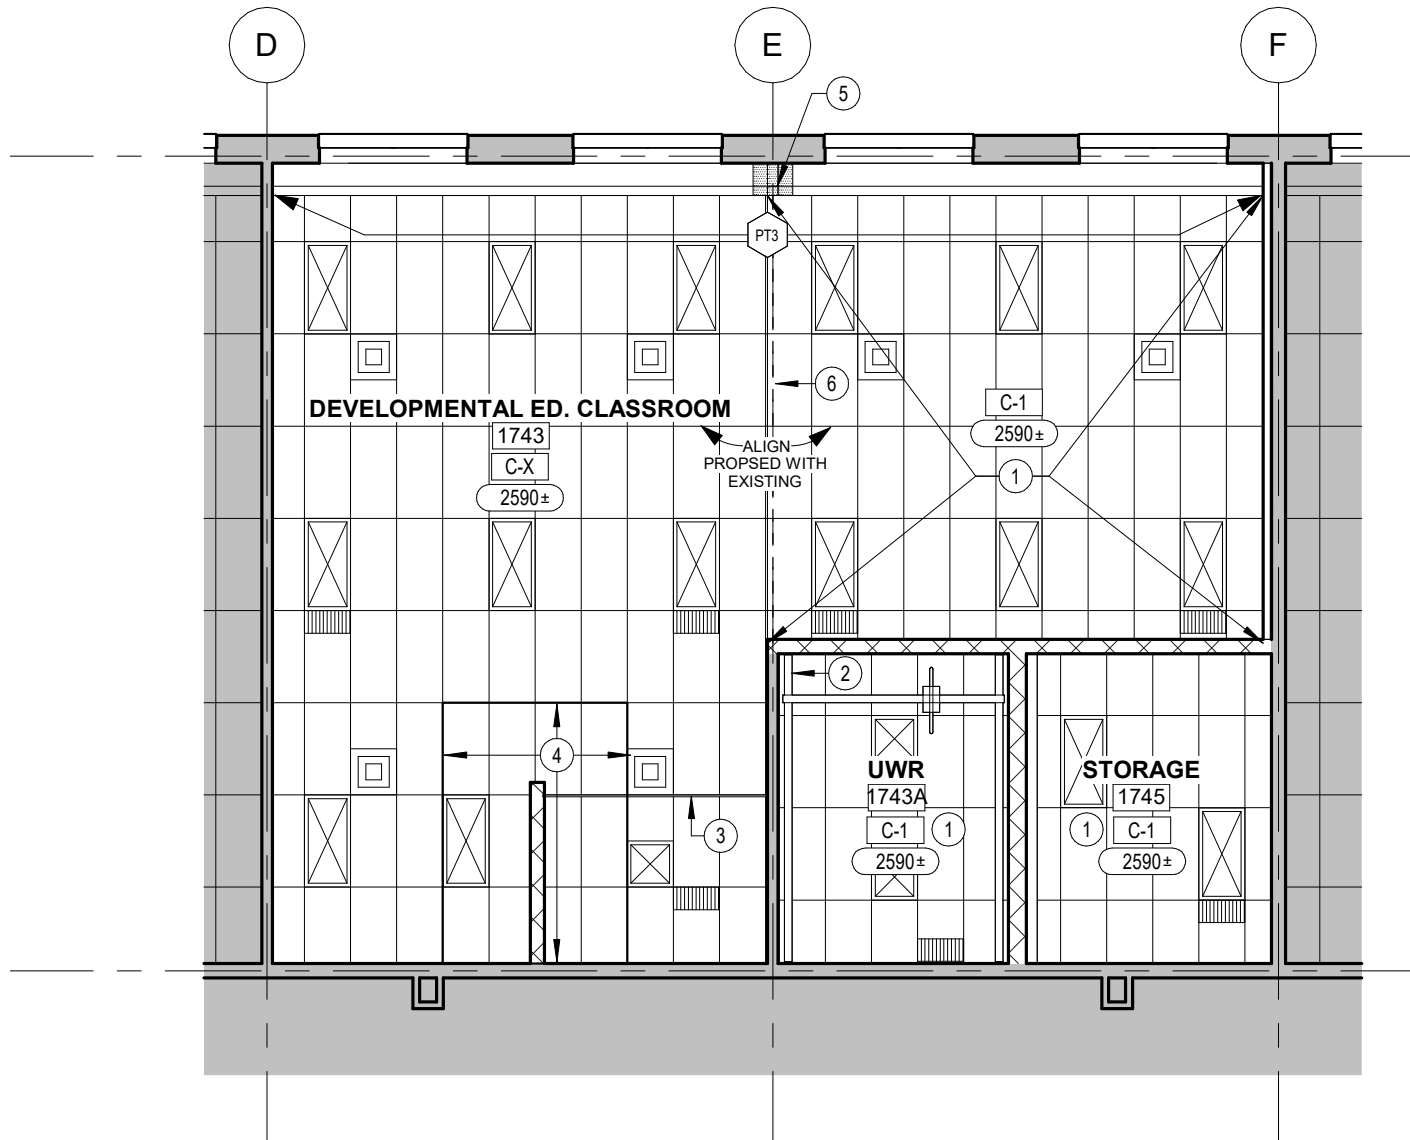 D
E
F
5
PT3
6
DEVELOPMENTAL ED. CLASSROOM
1743
C-X
2590±
ALIGN
PROPSED WITH
EXISTING
C-1
2590±
1
2
4
3
UWR
1743A
C-1
1
2590±
STORAGE
1745
1
C-1
2590±